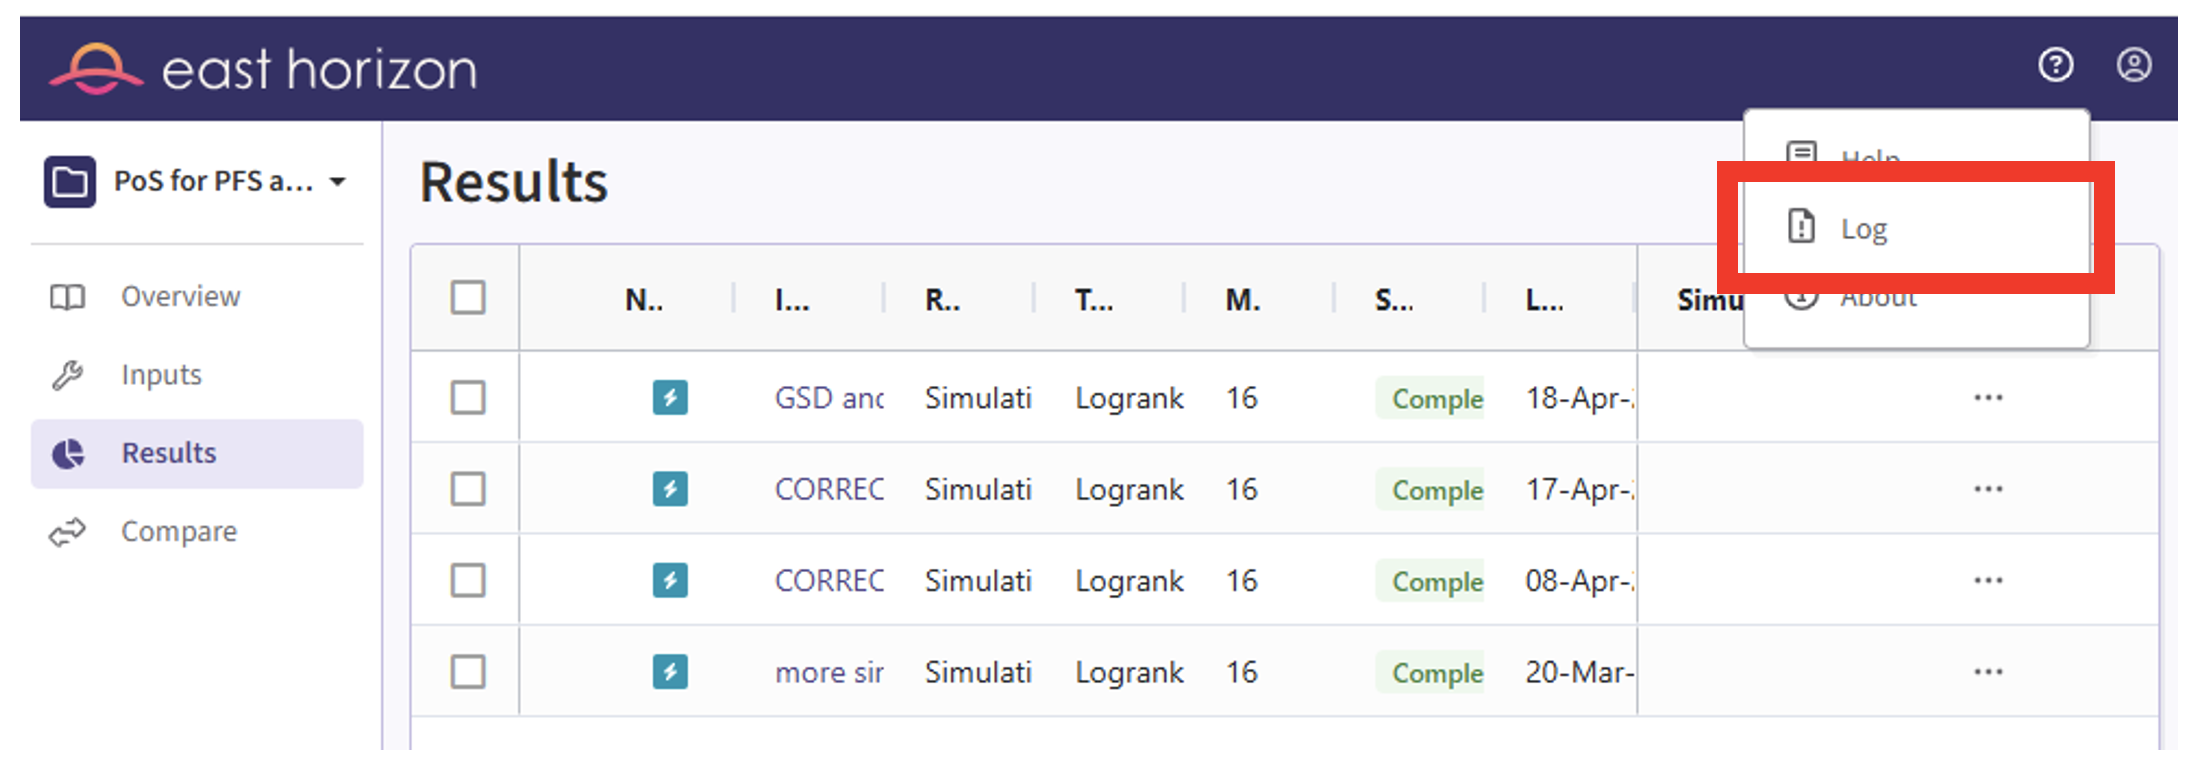 east horizon
PoS for PFS a...
Overview
Inputs
Results
Compare
Results
Help
Log
About
N.. I... R.. T... M. S... L... Simu
GSD and Simulati Logrank 16 Comple 18-Apr-
CORREC Simulati Logrank 16 Comple 17-Apr-
CORREC Simulati Logrank 16 Comple 08-Apr-
more sir Simulati Logrank 16 Comple 20-Mar-